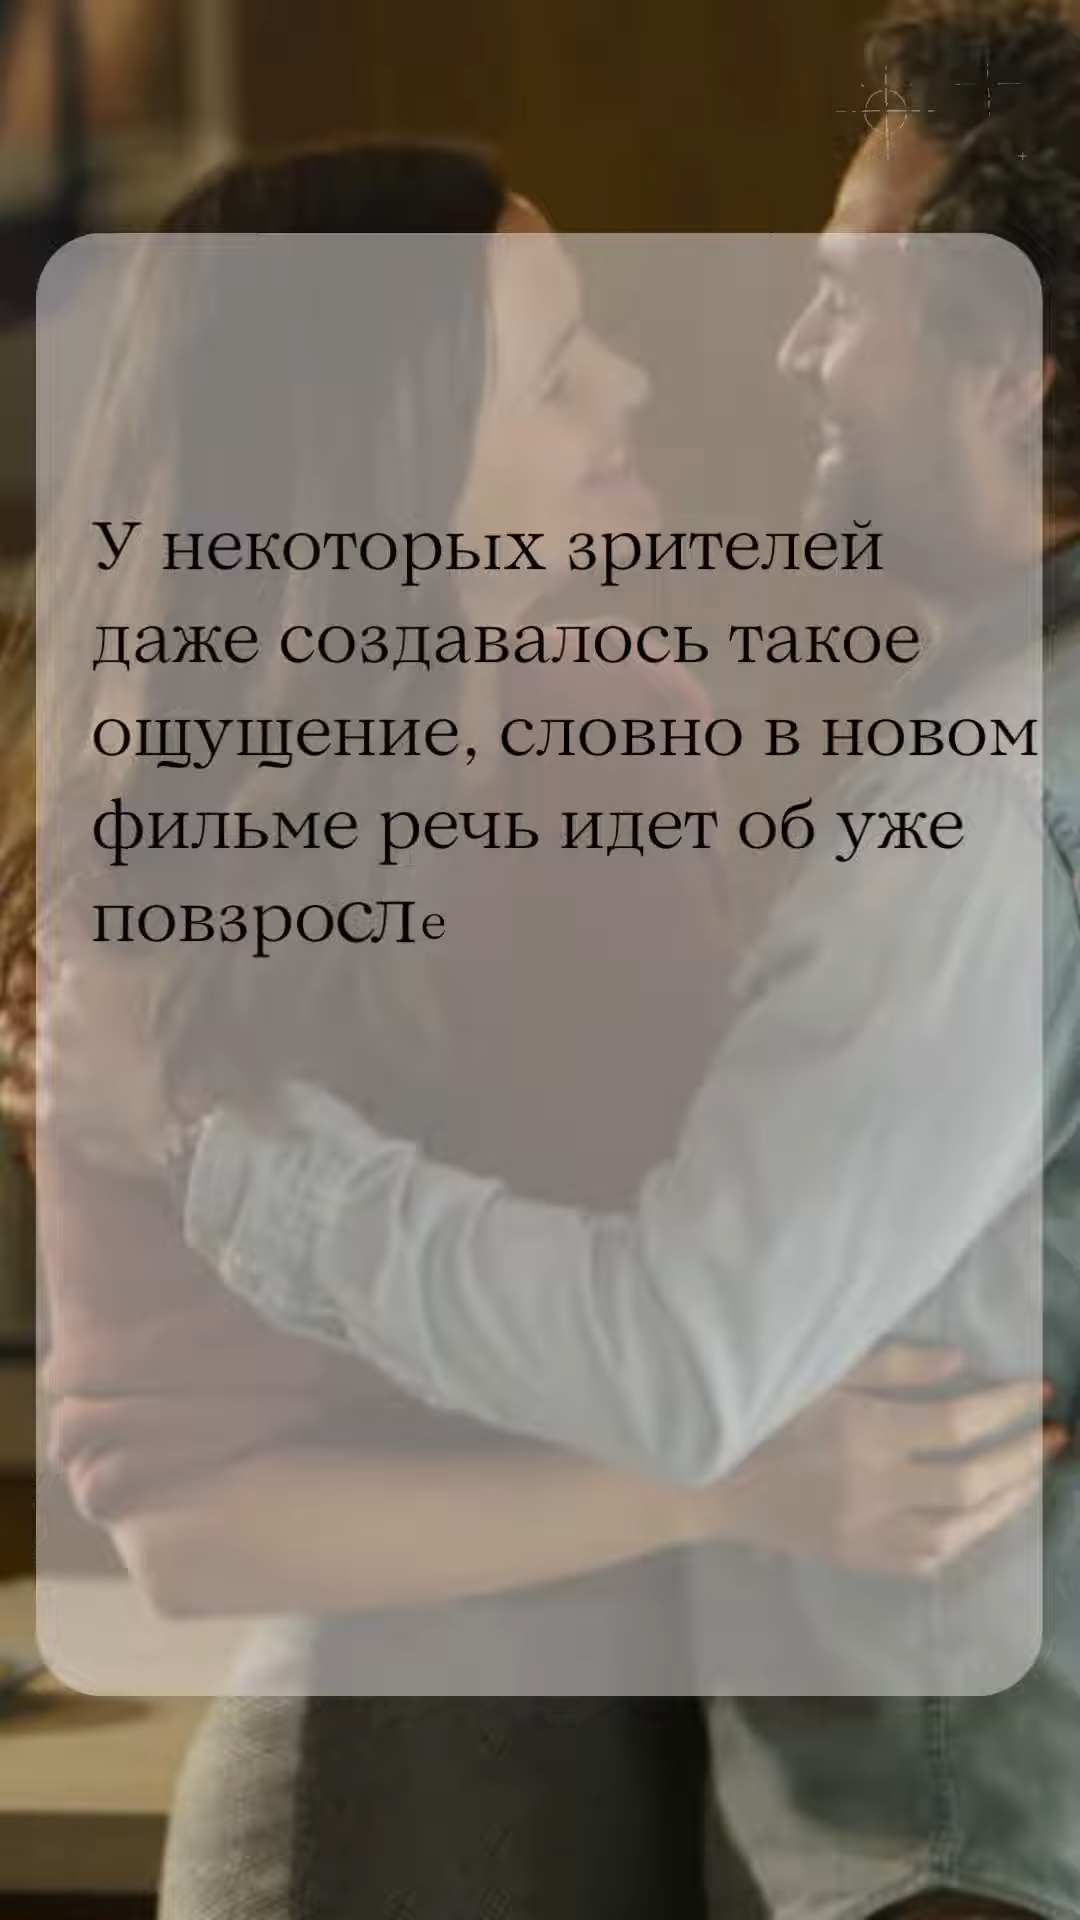 У некоторых зрителей
даже создавалось такое
ощущение, словно в новом
фильме речь идет об уже
повзросле